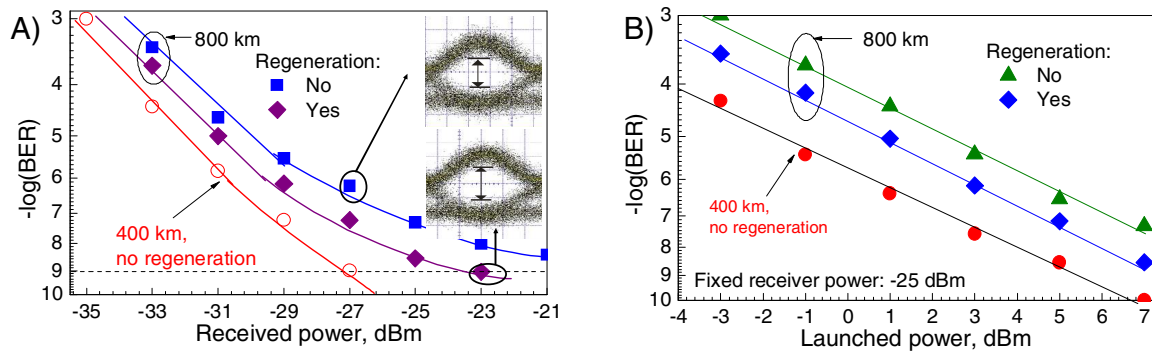 A)
3
4
5
6
7
8
9
10
-log(BER)
800 km
Regeneration:
No
Yes
400 km,
no regeneration
-35 -33 -31 -29 -27 -25 -23 -21
Received power, dBm
B)
3
4
5
6
7
8
9
10
-log(BER)
800 km
Regeneration:
No
Yes
400 km,
no regeneration
Fixed receiver power: -25 dBm
-4 -3 -2 -1 0 1 2 3 4 5 6 7
Launched power, dBm